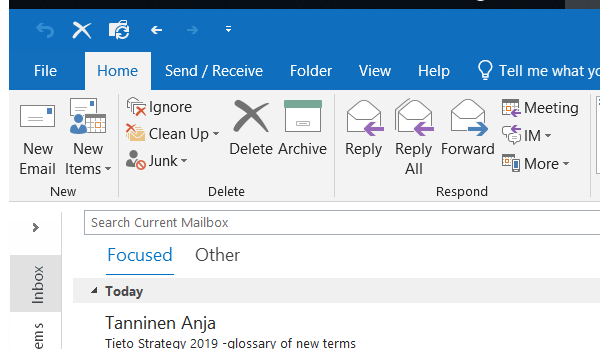 File Home Send / Receive Folder View Help Tell me what you
New Email New Items Ignore Clean Up Junk Delete Archive Reply Reply All Forward Meeting IM More
New Delete Respond
Search Current Mailbox
Focused Other
Inbox
Today
Tanninen Anja
Tieto Strategy 2019 -glossary of new terms